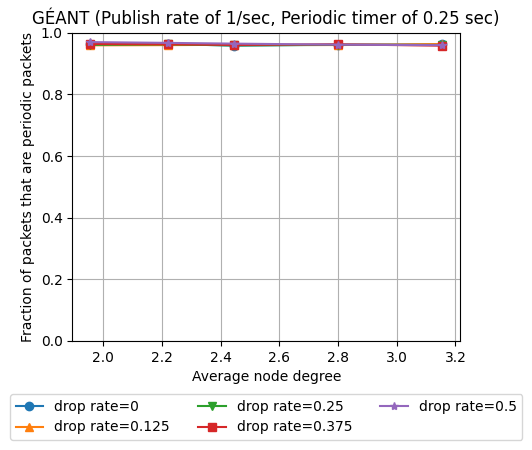 GÉANT (Publish rate of 1/sec, Periodic timer of 0.25 sec)
Fraction of packets that are periodic packets
1.0
0.8
0.6
0.4
0.2
0.0
2.0 2.2 2.4 2.6 2.8 3.0 3.2
Average node degree
drop rate=0 drop rate=0.25 drop rate=0.5
drop rate=0.125 drop rate=0.375